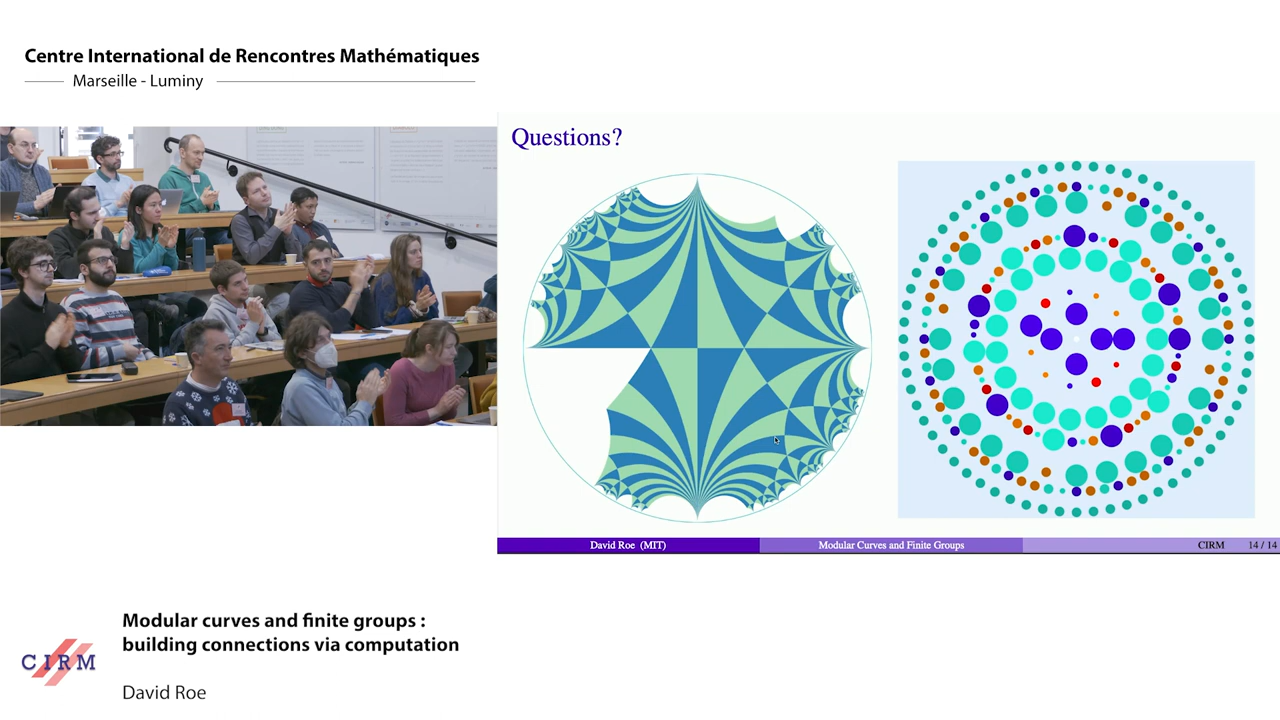 Centre International de Rencontres Mathématiques
Marseille - Luminy
Questions?
David Roe (MIT)
Modular Curves and Finite Groups
CIRM
14 / 14
Modular curves and finite groups :
building connections via computation
CIRM
David Roe